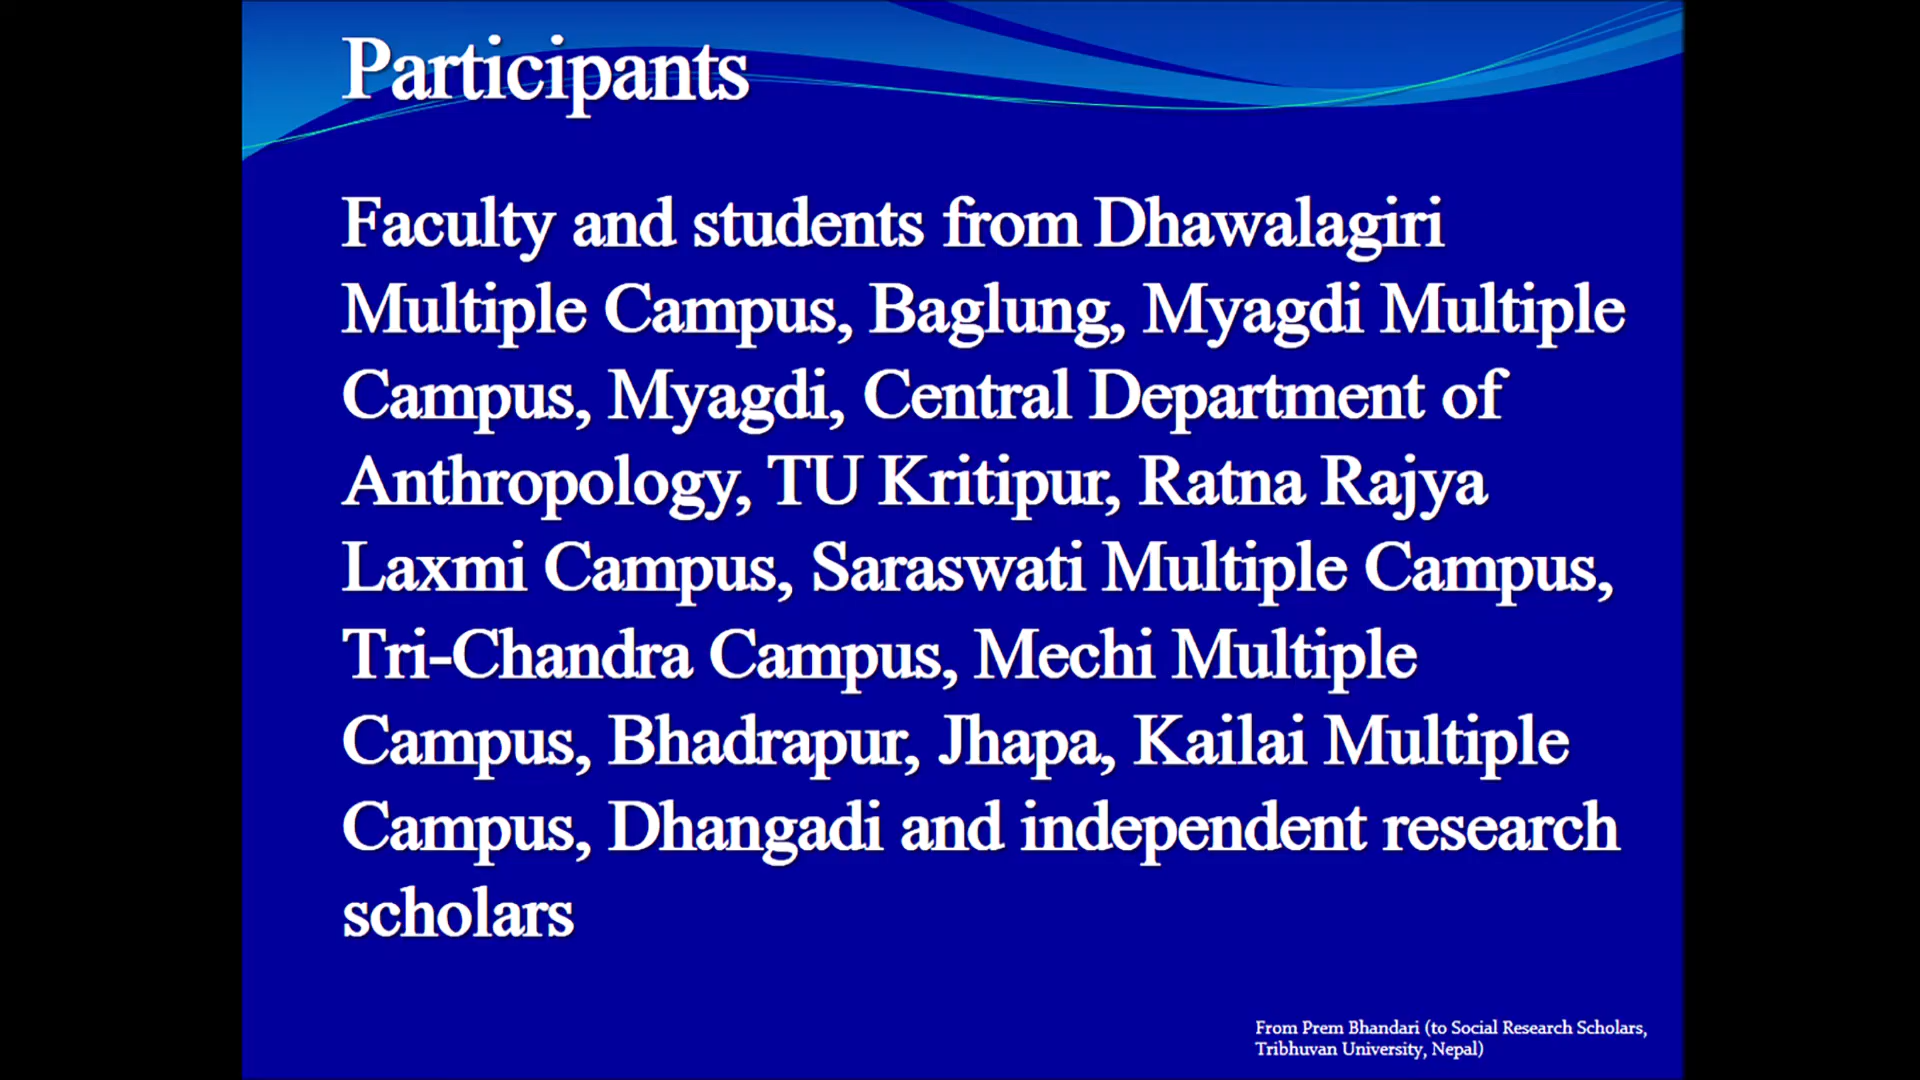 Participants
Faculty and students from Dhawalagiri
Multiple Campus, Baglung, Myagdi Multiple
Campus, Myagdi, Central Department of
Anthropology, TU Kritipur, Ratna Rajya
Laxmi Campus, Saraswati Multiple Campus,
Tri-Chandra Campus, Mechi Multiple
Campus, Bhadrapur, Jhapa, Kailai Multiple
Campus, Dhangadi and independent research
scholars
From Prem Bhandari (to Social Research Scholars,
Tribhuvan University, Nepal)